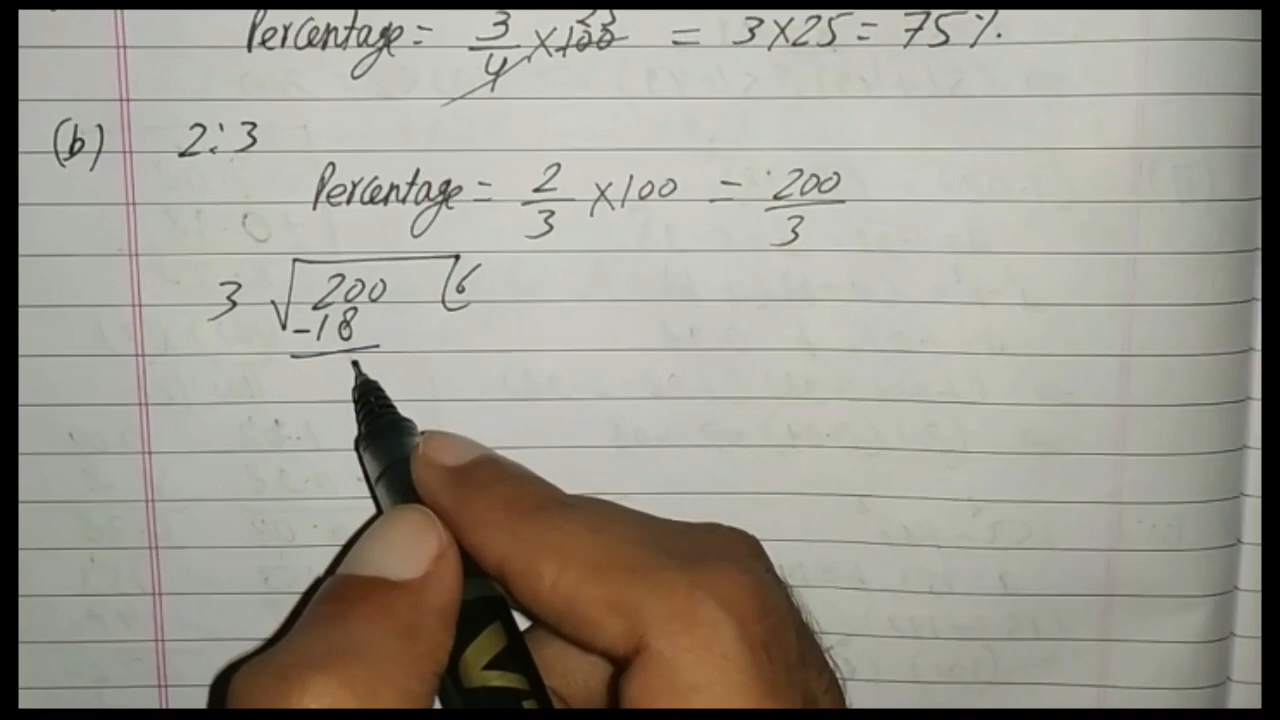 Percentage = 3/4 × 100 25 = 3×25 = 75%.
(b) 2:3
Percentage = 2/3 ×100 = 200/3
3 √200 (6
-18